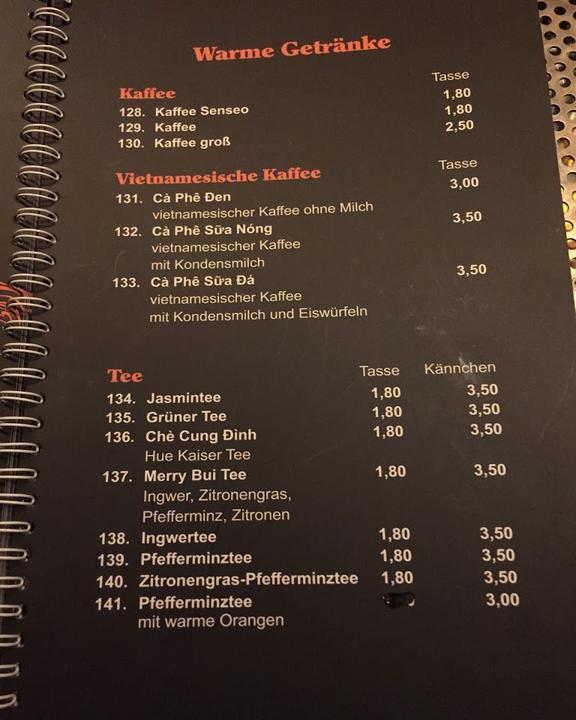 Warme Getränke
Kaffee Tasse
128. Kaffee Senseo 1,80
129. Kaffee 1,80
130. Kaffee groß 2,50
Vietnamesische Kaffee Tasse
131. Cà Phê Đen 3,00
vietnamesischer Kaffee ohne Milch
132. Cà Phê Sữa Nóng 3,50
vietnamesischer Kaffee
mit Kondensmilch
133. Cà Phê Sữa Đá 3,50
vietnamesischer Kaffee
mit Kondensmilch und Eiswürfeln
Tee Tasse Kännchen
134. Jasmintee 1,80 3,50
135. Grüner Tee 1,80 3,50
136. Chè Cung Đình 1,80 3,50
Hue Kaiser Tee
137. Merry Bui Tee 1,80 3,50
Ingwer, Zitronengras,
Pfefferminz, Zitronen
138. Ingwertee 1,80 3,50
139. Pfefferminztee 1,80 3,50
140. Zitronengras-Pfefferminztee 1,80 3,50
141. Pfefferminztee 3,00
mit warme Orangen